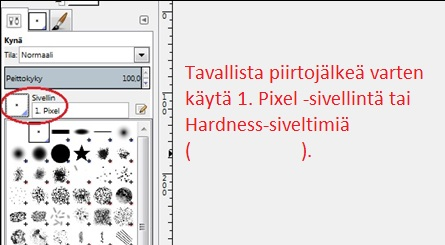 Kynä
Tila: Normaali
Peittokyky 100,0
Sivellin
1. Pixel
Tavallista piirtojälkeä varten
käytä 1. Pixel -sivellintä tai
Hardness-siveltimiä
( ).
0